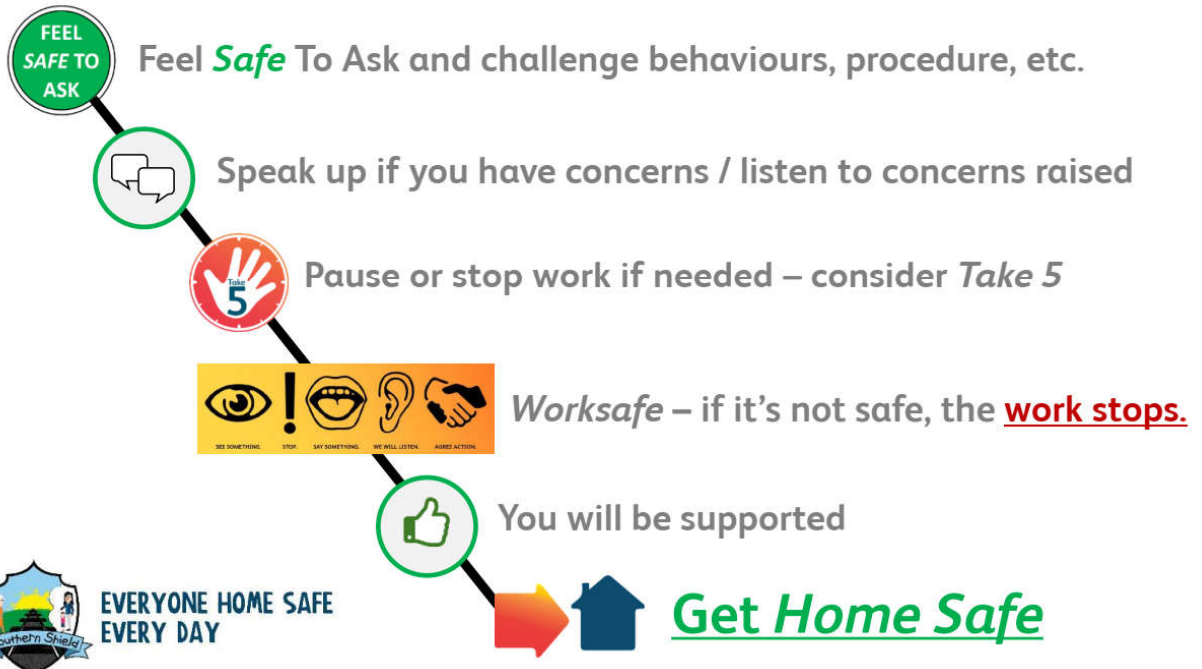 FEEL
SAFE TO
ASK
Feel Safe To Ask and challenge behaviours, procedure, etc.
Speak up if you have concerns / listen to concerns raised
Take
5
Pause or stop work if needed – consider Take 5
SEE SOMETHING. STOP. SAY SOMETHING. WE WILL LISTEN. AGREE ACTION.
Worksafe – if it's not safe, the work stops.
You will be supported
Southern Shield
EVERYONE HOME SAFE
EVERY DAY
Get Home Safe